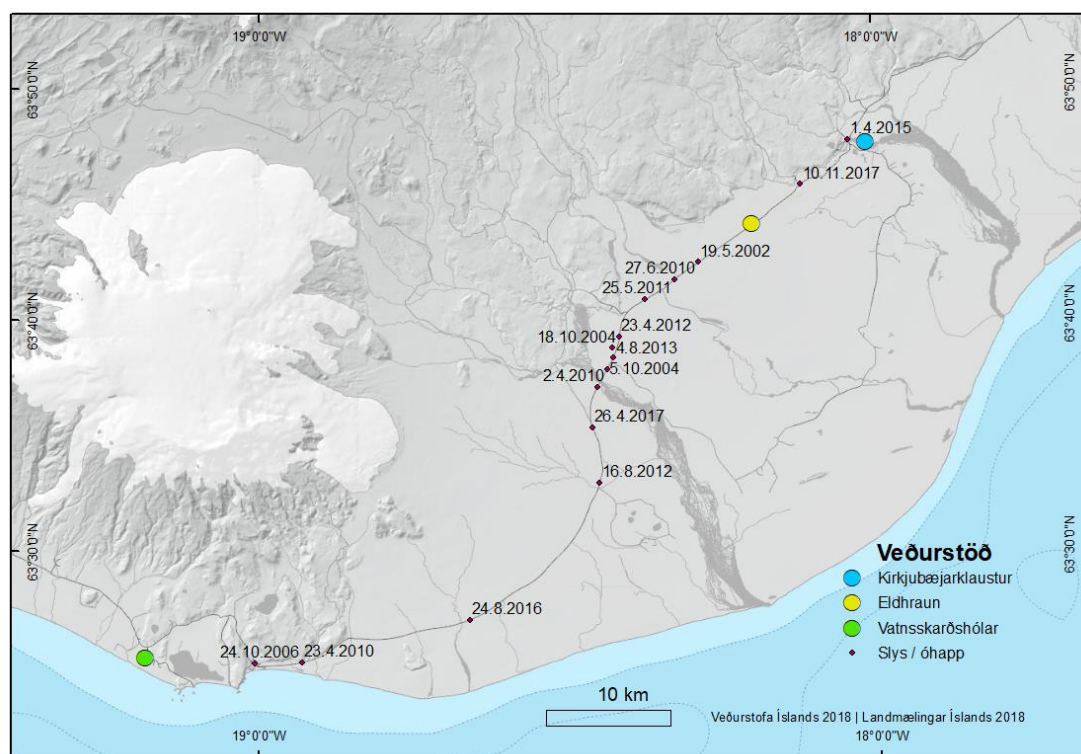 19°0'0"W
18°0'0"W
63°50'0"N
63°50'0"N
1.4.2015
10.11.2017
19.5.2002
27.6.2010
25.5.2011
63°40'0"N
63°40'0"N
23.4.2012
18.10.2004
4.8.2013
5.10.2004
2.4.2010
26.4.2017
16.8.2012
63°30'0"N
63°30'0"N
Veðurstöð
Kirkjubæjarklaustur
Eldhraun
Vatnsskarðshólar
Slys / óhapp
24.8.2016
24.10.2006
23.4.2010
10 km
Veðurstofa Íslands 2018 | Landmælingar Íslands 2018
19°0'0"W
18°0'0"W